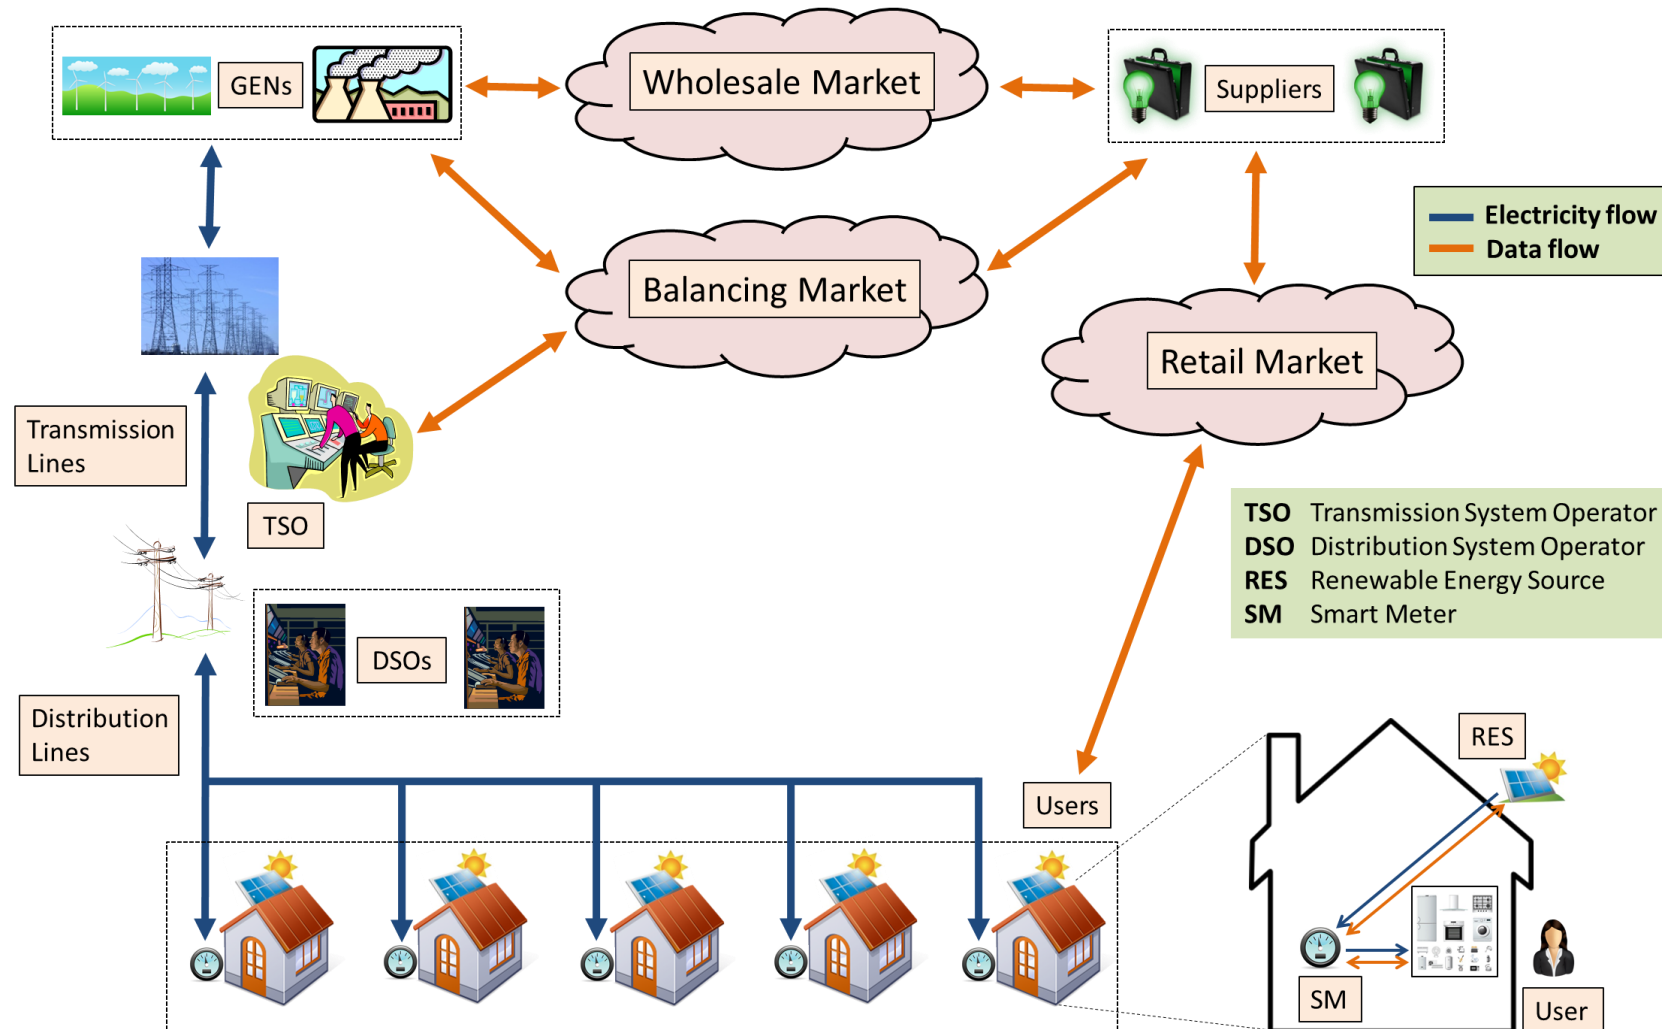 GENs
Wholesale Market
Suppliers
Electricity flow
Data flow
Balancing Market
Retail Market
Transmission
Lines
TSO
TSO Transmission System Operator
DSO Distribution System Operator
RES Renewable Energy Source
SM Smart Meter
DSOs
Distribution
Lines
RES
Users
SM
User